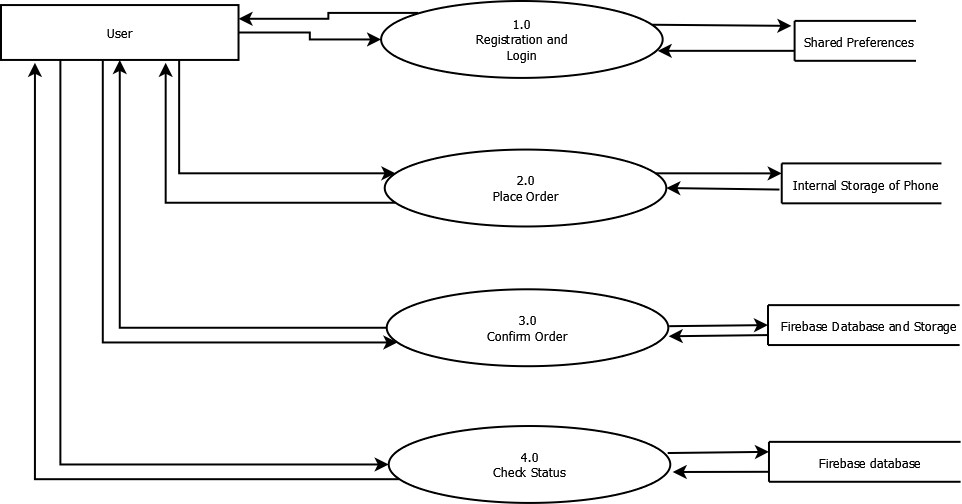 User
1.0
Registration and
Login
Shared Preferences
2.0
Place Order
Internal Storage of Phone
3.0
Confirm Order
Firebase Database and Storage
4.0
Check Status
Firebase database